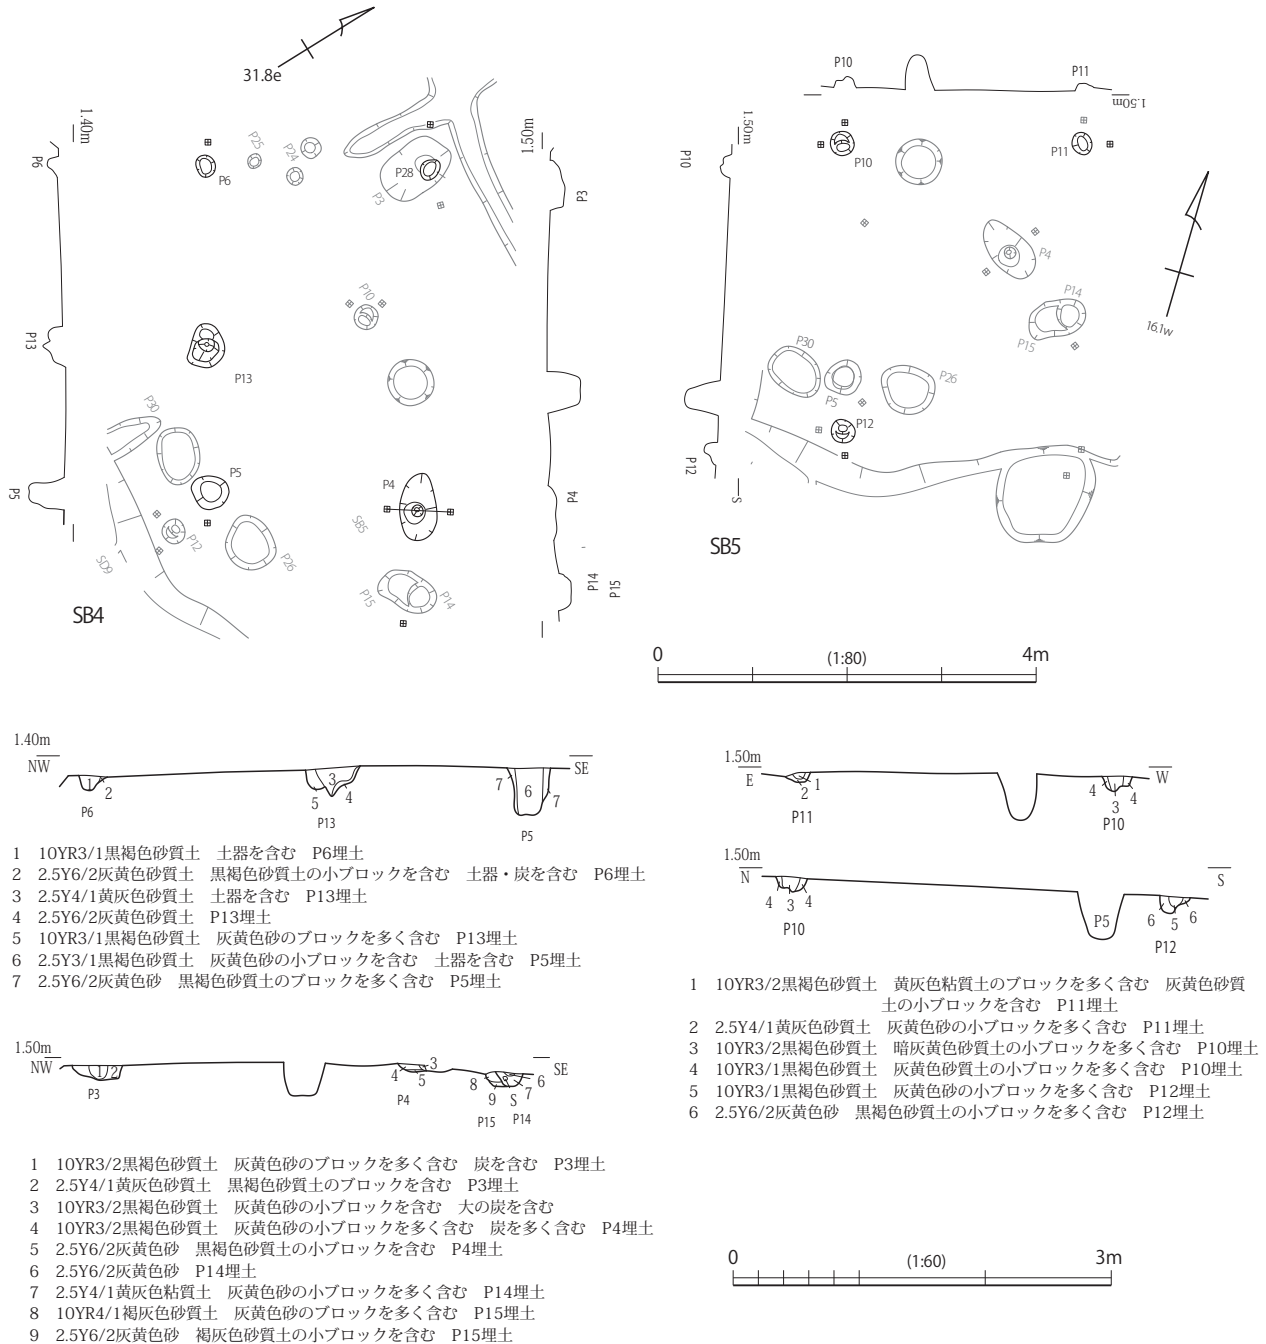 31.8e
1.40m
P6
P13
P5
P6
P25
P24
P28
P3
1.50m
P3
P10
P13
P30
P5
P4
P4
SB5
P12
P26
SD9
P15
P14
P14
P15
SB4
P10
P11
1.50m
1.50m
P10
P10
P11
P4
P14
P15
16.1w
P30
P5
P26
P12
P12
S
SB5
0
(1:80)
4m
1.40m
NW
SE
1
2
3
4
5
6
7
7
P6
P13
P5
1 10YR3/1黒褐色砂質土 土器を含む P6埋土
2 2.5Y6/2灰黄色砂質土 黒褐色砂質土の小ブロックを含む 土器・炭を含む P6埋土
3 2.5Y4/1黄灰色砂質土 土器を含む P13埋土
4 2.5Y6/2灰黄色砂質土 P13埋土
5 10YR3/1黒褐色砂質土 灰黄色砂のブロックを多く含む P13埋土
6 2.5Y3/1黒褐色砂質土 灰黄色砂の小ブロックを含む 土器を含む P5埋土
7 2.5Y6/2灰黄色砂 黒褐色砂質土のブロックを多く含む P5埋土
1.50m
NW
SE
1 2
3
4
5
8
9
S
7
6
P3
P4
P15
P14
1 10YR3/2黒褐色砂質土 灰黄色砂のブロックを多く含む 炭を含む P3埋土
2 2.5Y4/1黄灰色砂質土 黒褐色砂質土のブロックを含む P3埋土
3 10YR3/2黒褐色砂質土 灰黄色砂の小ブロックを含む 大の炭を含む
4 10YR3/2黒褐色砂質土 灰黄色砂の小ブロックを多く含む 炭を多く含む P4埋土
5 2.5Y6/2灰黄色砂 黒褐色砂質土の小ブロックを含む P4埋土
6 2.5Y6/2灰黄色砂 P14埋土
7 2.5Y4/1黄灰色粘質土 灰黄色砂の小ブロックを多く含む P14埋土
8 10YR4/1褐灰色砂質土 灰黄色砂のブロックを多く含む P15埋土
9 2.5Y6/2灰黄色砂 褐灰色砂質土の小ブロックを含む P15埋土
1.50m
E
W
1
2
4
3
4
P11
P10
1.50m
N
S
4
3
4
P5
6
5
6
P10
P12
1 10YR3/2黒褐色砂質土 黄灰色粘質土のブロックを多く含む 灰黄色砂質
土の小ブロックを含む P11埋土
2 2.5Y4/1黄灰色砂質土 灰黄色砂の小ブロックを多く含む P11埋土
3 10YR3/2黒褐色砂質土 暗灰黄色砂質土の小ブロックを多く含む P10埋土
4 10YR3/1黒褐色砂質土 灰黄色砂質土の小ブロックを多く含む P10埋土
5 10YR3/1黒褐色砂質土 灰黄色砂の小ブロックを多く含む P12埋土
6 2.5Y6/2灰黄色砂 黒褐色砂質土の小ブロックを多く含む P12埋土
0
(1:60)
3m